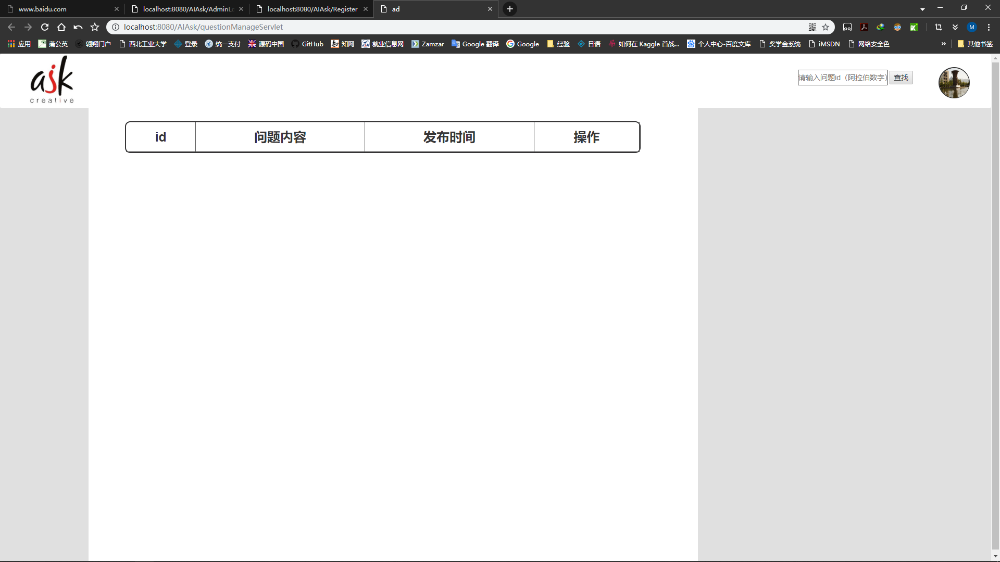 www.baidu.com
localhost:8080/AIAsk/AdminLo
localhost:8080/AIAsk/Register
ad
localhost:8080/AIAsk/questionManageServlet
M
应用
蒲公英
翱翔门户
西北工业大学
登录
统一支付
源码中国
GitHub
知网
就业信息网
Zamzar
Google 翻译
Google
经验
日语
如何在 Kaggle 首战...
个人中心-百度文库
奖学金系统
iMSDN
网络安全色
»
其他书签
ask
creative
请输入问题id（阿拉伯数字）
查找
id
问题内容
发布时间
操作